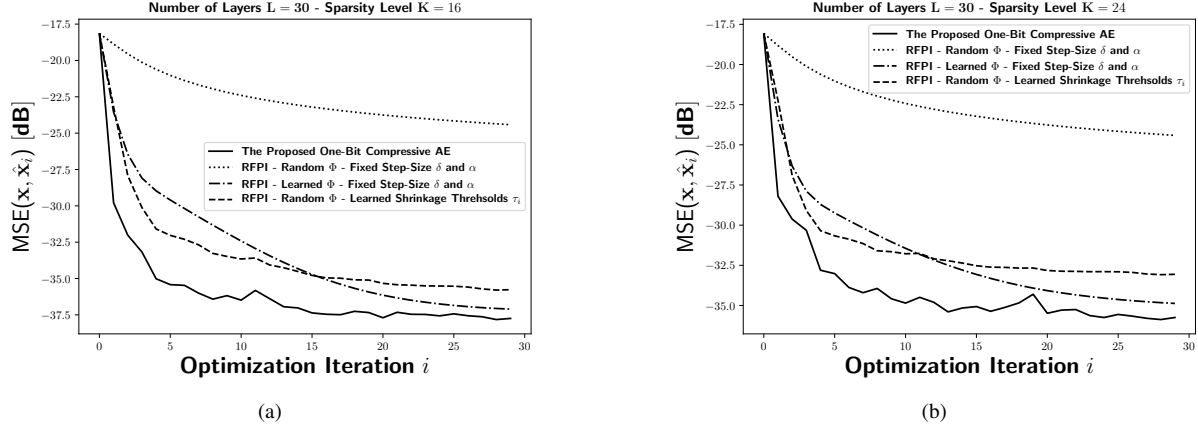 Number of Layers L = 30 - Sparsity Level K = 16
MSE(x, x̂ᵢ) [dB]
−17.5
−20.0
−22.5
−25.0
−27.5
−30.0
−32.5
−35.0
−37.5
The Proposed One-Bit Compressive AE
RFPI - Random Φ - Fixed Step-Size δ and α
RFPI - Learned Φ - Fixed Step-Size δ and α
RFPI - Random Φ - Learned Shrinkage Threhsolds τᵢ
0 5 10 15 20 25 30
Optimization Iteration i
(a)
Number of Layers L = 30 - Sparsity Level K = 24
MSE(x, x̂ᵢ) [dB]
−17.5
−20.0
−22.5
−25.0
−27.5
−30.0
−32.5
−35.0
The Proposed One-Bit Compressive AE
RFPI - Random Φ - Fixed Step-Size δ and α
RFPI - Learned Φ - Fixed Step-Size δ and α
RFPI - Random Φ - Learned Shrinkage Threhsolds τᵢ
0 5 10 15 20 25 30
Optimization Iteration i
(b)